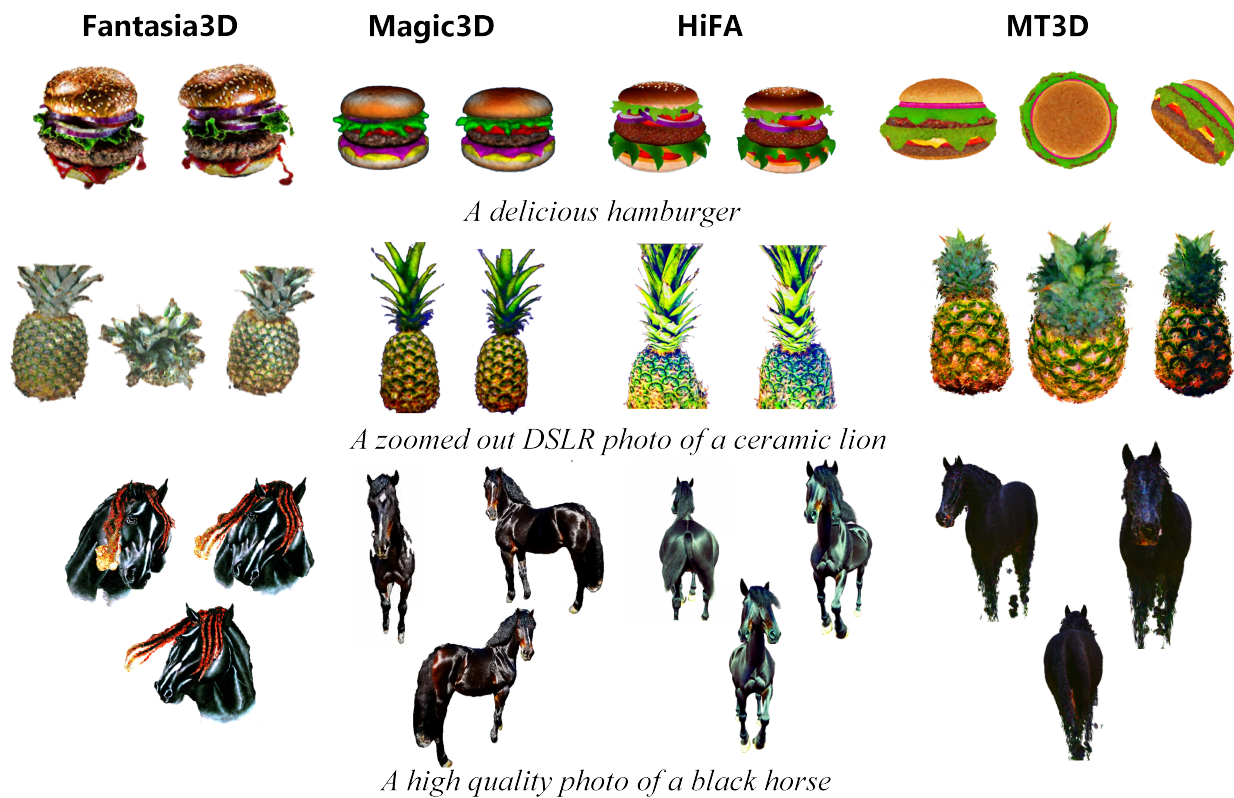 Fantasia3D Magic3D HiFA MT3D
A delicious hamburger
A zoomed out DSLR photo of a ceramic lion
A high quality photo of a black horse